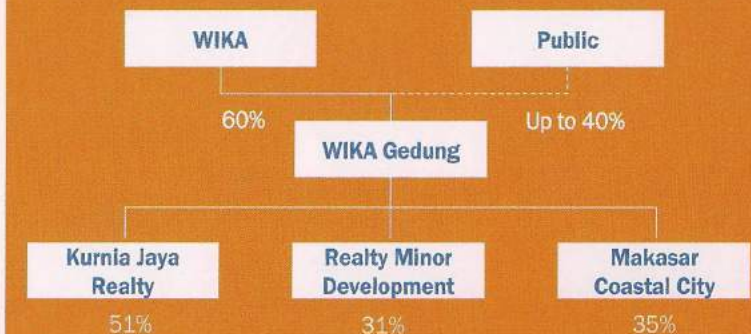 WIKA
Public
60%
Up to 40%
WIKA Gedung
Kurnia Jaya
Realty
Realty Minor
Development
Makasar
Coastal City
51%
31%
35%